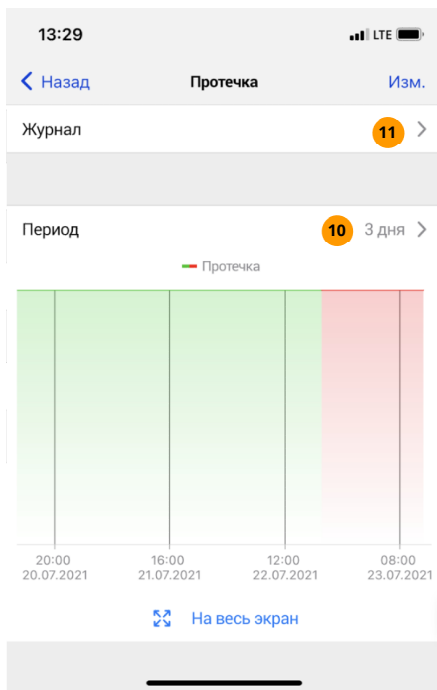 13:29 LTE
Назад Протечка Изм.
Журнал 11
Период 10 3 дня
Протечка
20:00 16:00 12:00 08:00
20.07.2021 21.07.2021 22.07.2021 23.07.2021
На весь экран